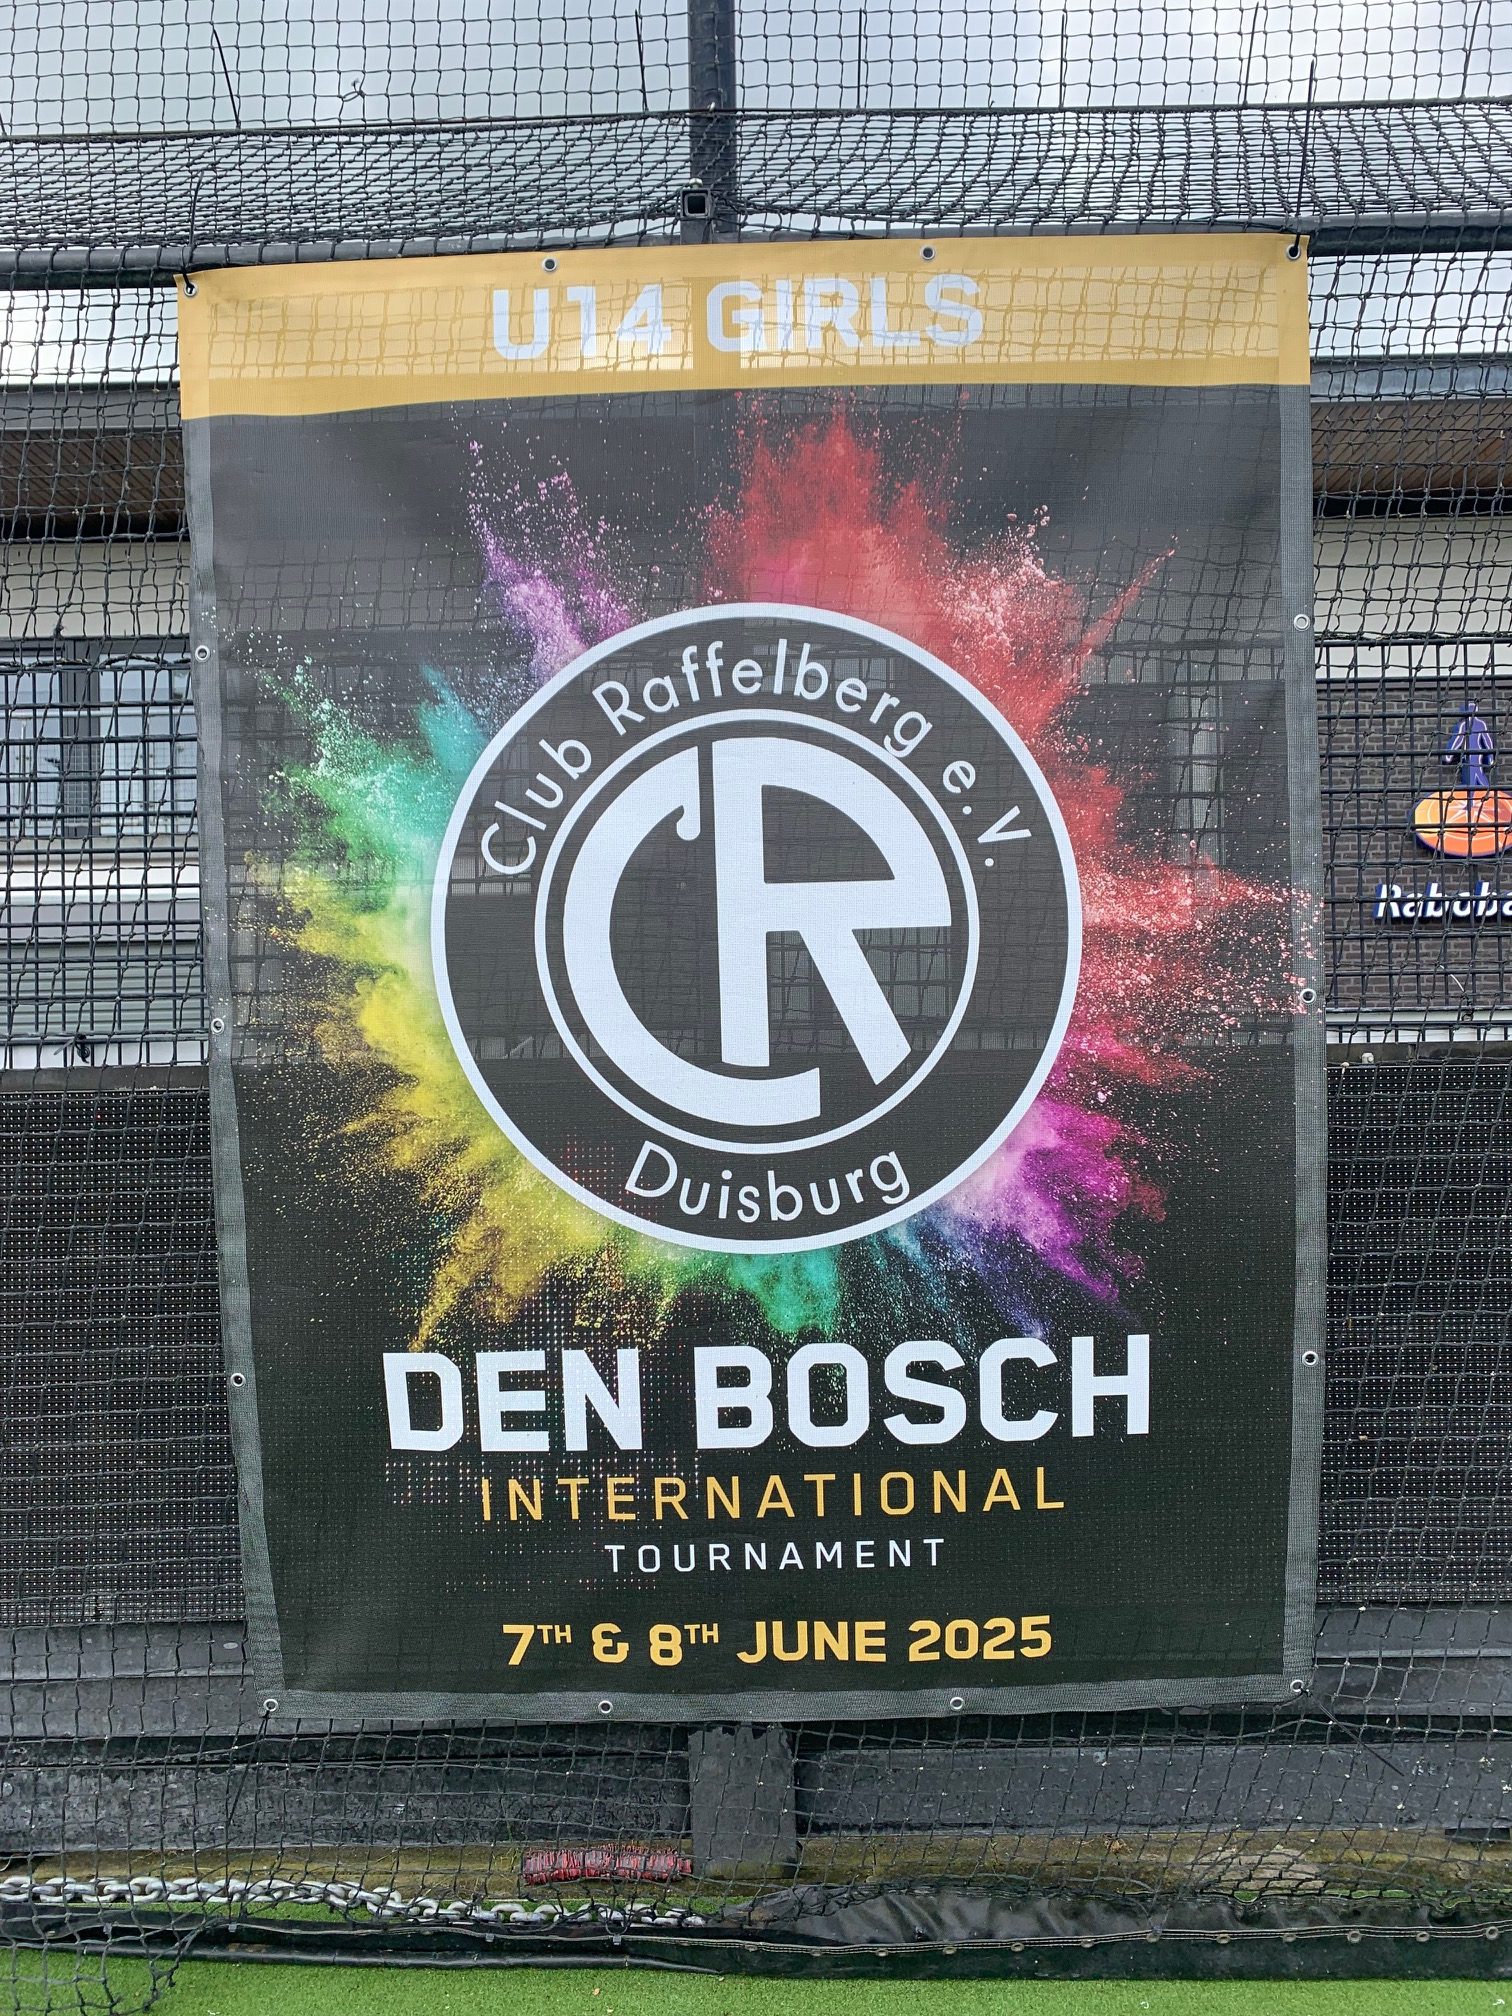 U14 GIRLS
Club Raffelberg e.V.
CR
Duisburg
DEN BOSCH
INTERNATIONAL
TOURNAMENT
7TH & 8TH JUNE 2025